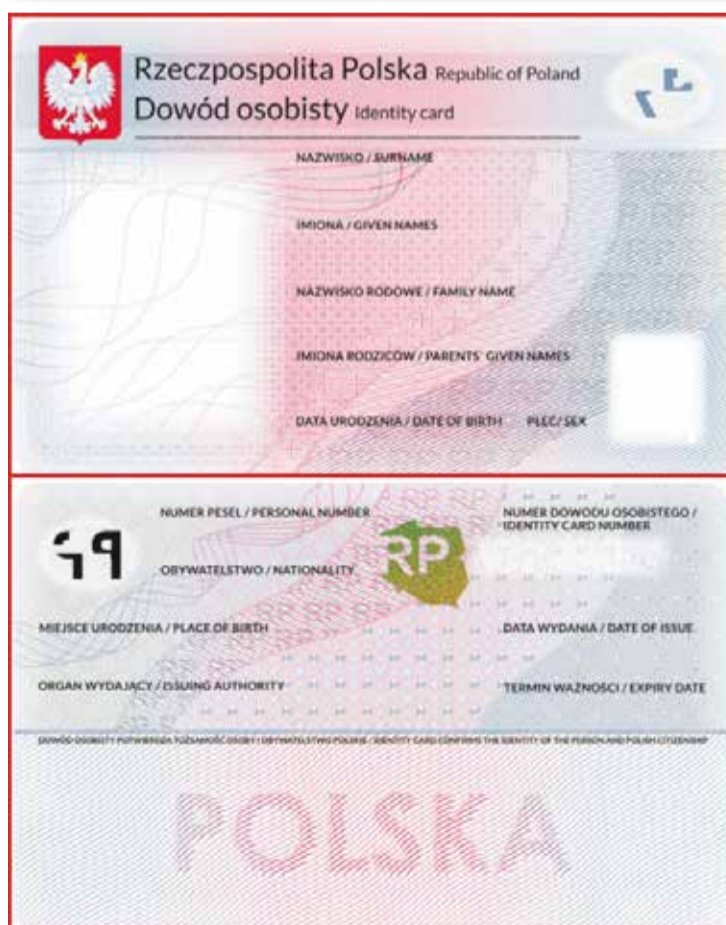 Rzeczpospolita Polska Republic of Poland
Dowód osobisty Identity card
NAZWISKO / SURNAME
IMIONA / GIVEN NAMES
NAZWISKO RODOWE / FAMILY NAME
IMIONA RODZICÓW / PARENTS' GIVEN NAMES
DATA URODZENIA / DATE OF BIRTH PŁEĆ / SEX
NUMER PESEL / PERSONAL NUMBER
NUMER DOWODU OSOBISTEGO /
IDENTITY CARD NUMBER
RP
OBYWATELSTWO / NATIONALITY
MIEJSCE URODZENIA / PLACE OF BIRTH
DATA WYDANIA / DATE OF ISSUE
ORGAN WYDAJĄCY / ISSUING AUTHORITY
TERMIN WAŻNOŚCI / EXPIRY DATE
DOWÓD OSOBISTY POTWIERDZA TOŻSAMOŚĆ OSOBY I OBYWATELSTWO POLSKIE / IDENTITY CARD CONFIRMS THE IDENTITY OF THE PERSON AND POLISH CITIZENSHIP
POLSKA